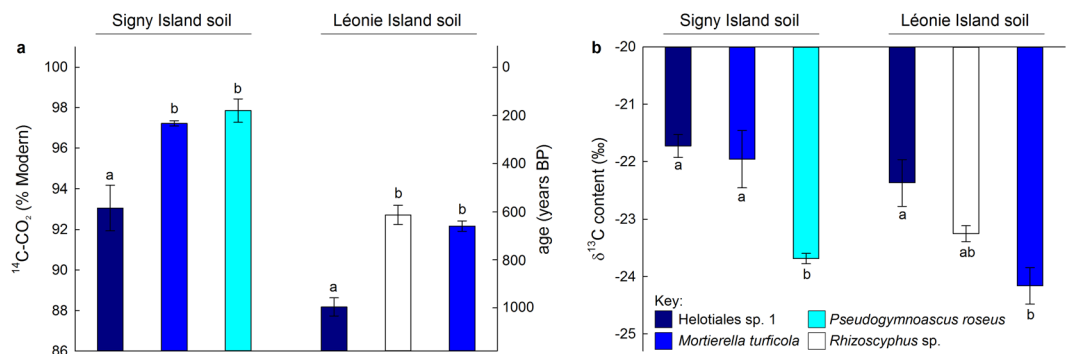 Signy Island soil
Léonie Island soil
a
100
98
96
94
92
90
88
86
¹⁴C-CO₂ (% Modern)
a
b
b
a
b
b
0
200
400
600
800
1000
age (years BP)
Signy Island soil
Léonie Island soil
b
-20
-21
-22
-23
-24
-25
δ¹³C content (‰)
a
a
b
a
ab
b
Key:
Helotiales sp. 1
Pseudogymnoascus roseus
Mortierella turficola
Rhizoscyphus sp.